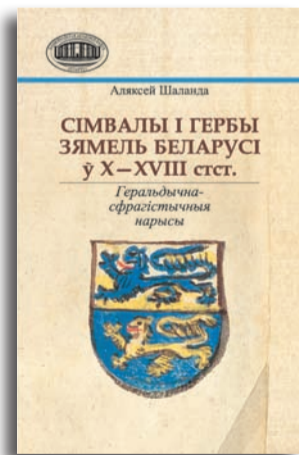 Аляксей Шаланда
СІМВАЛЫ І ГЕРБЫ
ЗЯМЕЛЬ БЕЛАРУСІ
ў X—XVIII стст.
Геральдычна-
сфрагістычныя
нарысы